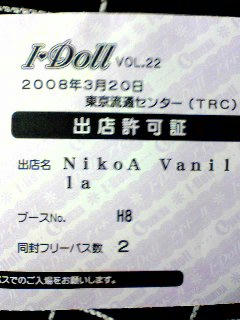 I・Doll VOL.22
2008年3月20日
東京流通センター(TRC)
出店許可証
出店名 NikoA Vanil
la
ブースNo. H8
同封フリーパス数 2
パスでのご入場をお願いします。